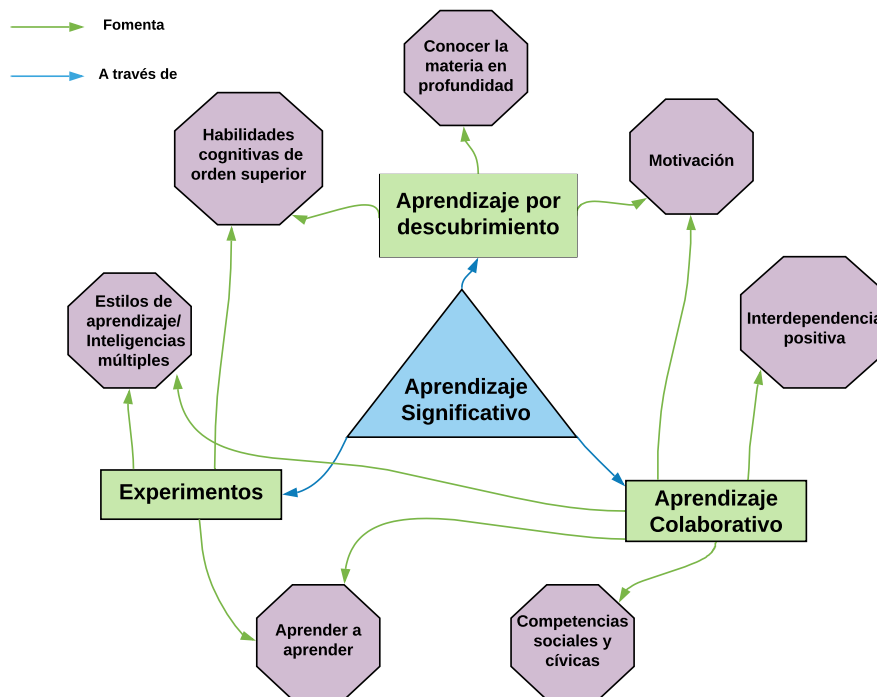 Fomenta
A través de
Conocer la
materia en
profundidad
Habilidades
cognitivas de
orden superior
Motivación
Aprendizaje por
descubrimiento
Estilos de
aprendizaje/
Inteligencias
múltiples
Interdependencia
positiva
Aprendizaje
Significativo
Experimentos
Aprendizaje
Colaborativo
Aprender a
aprender
Competencias
sociales y
cívicas